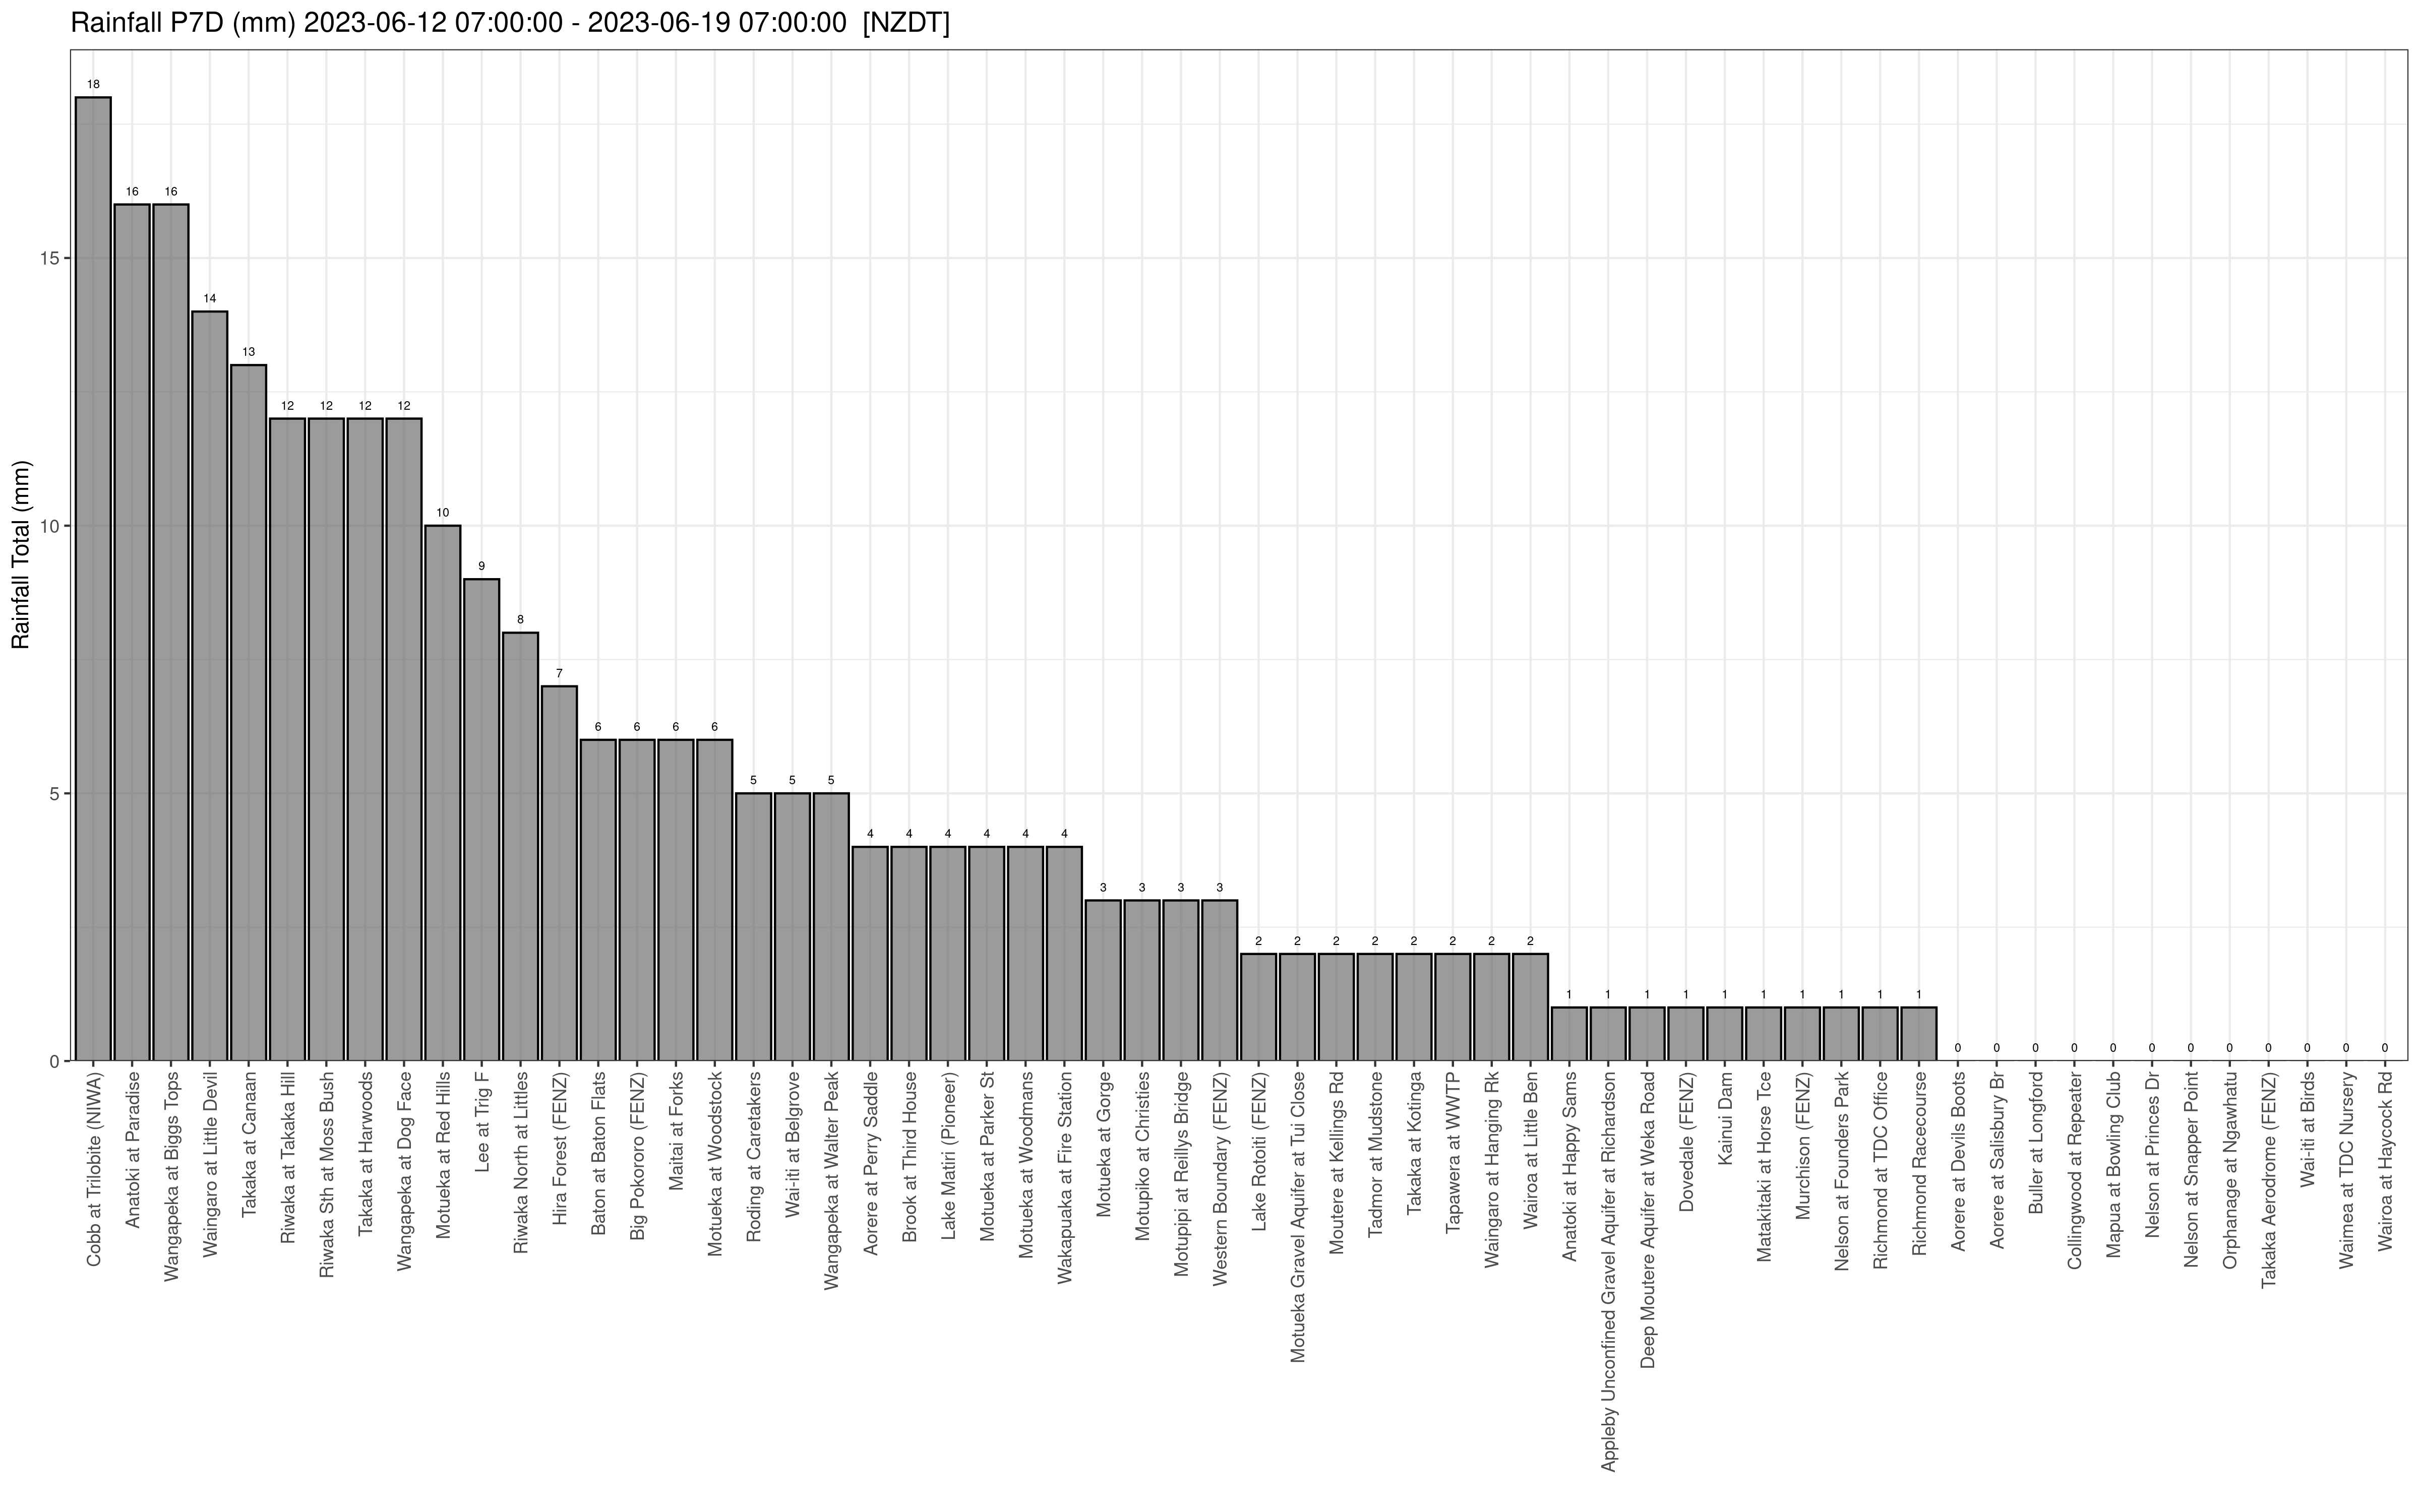 Rainfall P7D (mm) 2023-06-12 07:00:00 - 2023-06-19 07:00:00 [NZDT]
Rainfall Total (mm)
15
10
5
0
18
16
16
14
13
12
12
12
12
10
9
8
7
6
6
6
6
5
5
5
4
4
4
4
4
4
3
3
3
3
2
2
2
2
2
2
2
2
1
1
1
1
1
1
1
1
1
1
0
0
0
0
0
0
0
0
0
0
0
0
Cobb at Trilobite (NIWA)
Anatoki at Paradise
Wangapeka at Biggs Tops
Waingaro at Little Devil
Takaka at Canaan
Riwaka at Takaka Hill
Riwaka Sth at Moss Bush
Takaka at Harwoods
Wangapeka at Dog Face
Motueka at Red Hills
Lee at Trig F
Riwaka North at Littles
Hira Forest (FENZ)
Baton at Baton Flats
Big Pokororo (FENZ)
Maitai at Forks
Motueka at Woodstock
Roding at Caretakers
Wai-iti at Belgrove
Wangapeka at Walter Peak
Aorere at Perry Saddle
Brook at Third House
Lake Matiri (Pioneer)
Motueka at Parker St
Motueka at Woodmans
Wakapuaka at Fire Station
Motueka at Gorge
Motupiko at Christies
Motupipi at Reillys Bridge
Western Boundary (FENZ)
Lake Rotoiti (FENZ)
Motueka Gravel Aquifer at Tui Close
Moutere at Kellings Rd
Tadmor at Mudstone
Takaka at Kotinga
Tapawera at WWTP
Waingaro at Hanging Rk
Wairoa at Little Ben
Anatoki at Happy Sams
Appleby Unconfined Gravel Aquifer at Richardson
Deep Moutere Aquifer at Weka Road
Dovedale (FENZ)
Kainui Dam
Matakitaki at Horse Tce
Murchison (FENZ)
Nelson at Founders Park
Richmond at TDC Office
Richmond Racecourse
Aorere at Devils Boots
Aorere at Salisbury Br
Buller at Longford
Collingwood at Repeater
Mapua at Bowling Club
Nelson at Princes Dr
Nelson at Snapper Point
Orphanage at Ngawhatu
Takaka Aerodrome (FENZ)
Wai-iti at Birds
Waimea at TDC Nursery
Wairoa at Haycock Rd